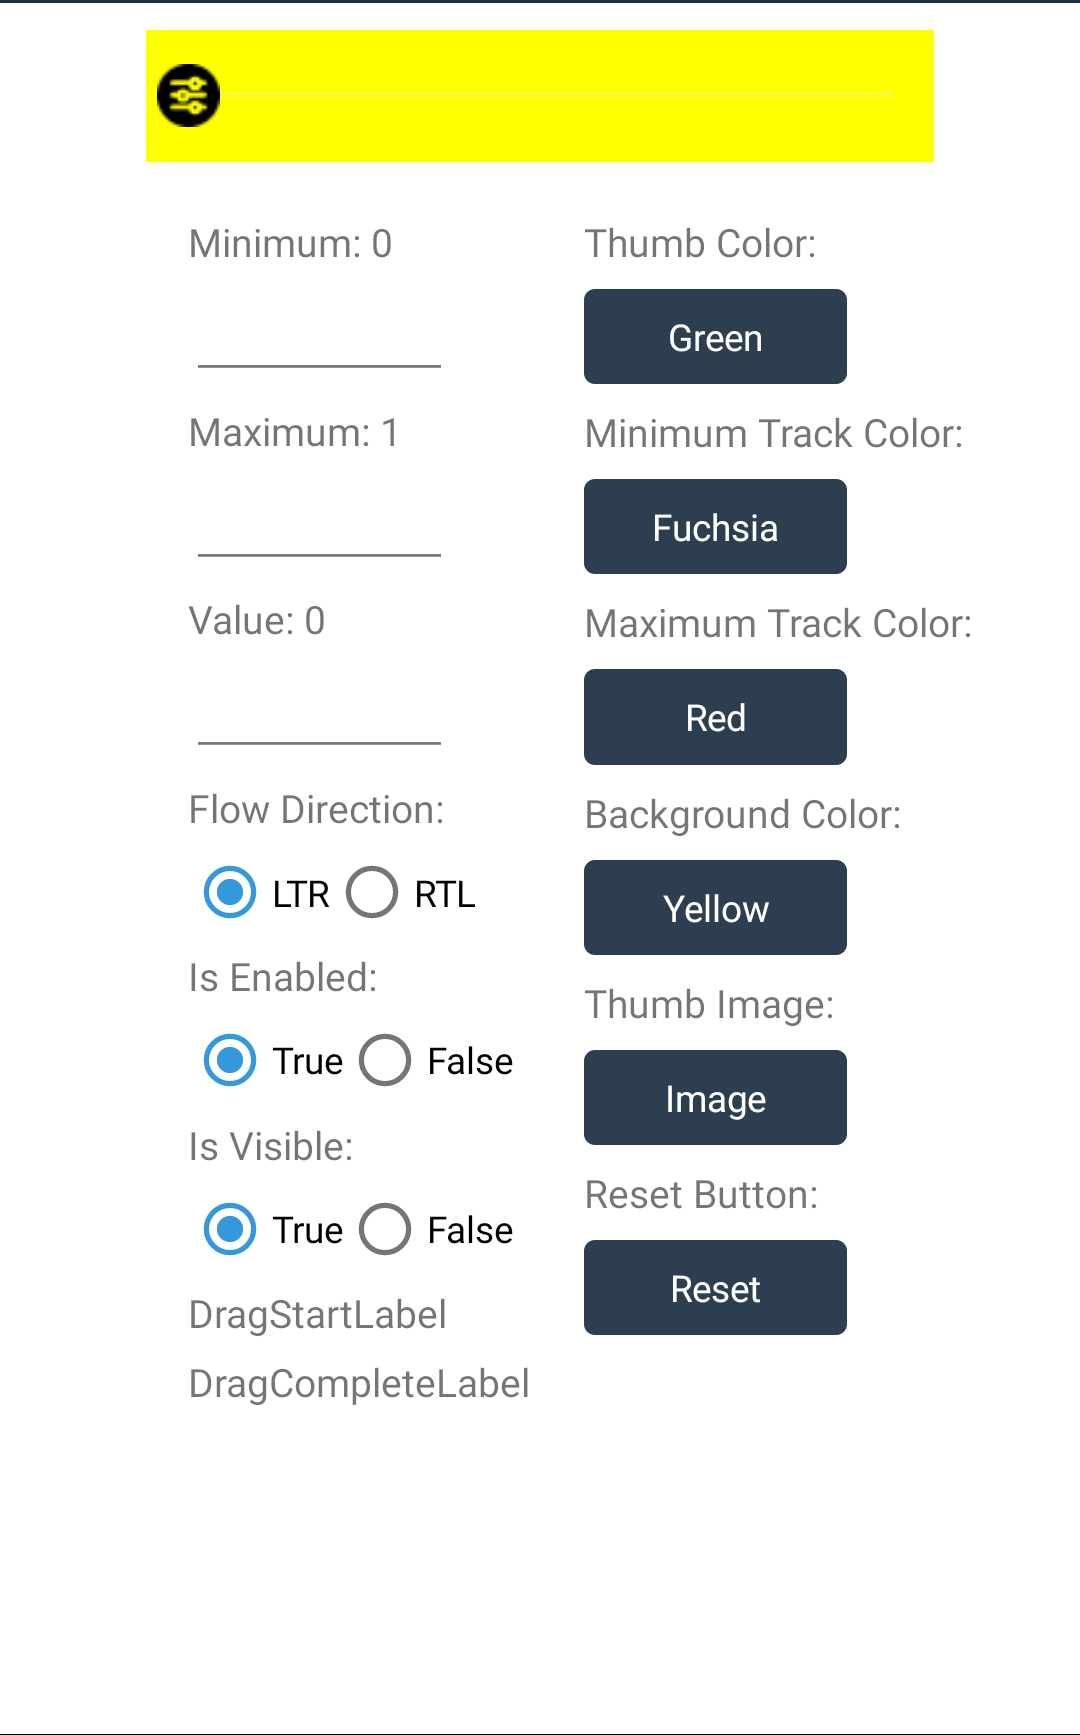 Minimum: 0
Maximum: 1
Value: 0
Flow Direction:
LTR RTL
Is Enabled:
True False
Is Visible:
True False
DragStartLabel
DragCompleteLabel
Thumb Color:
Green
Minimum Track Color:
Fuchsia
Maximum Track Color:
Red
Background Color:
Yellow
Thumb Image:
Image
Reset Button:
Reset